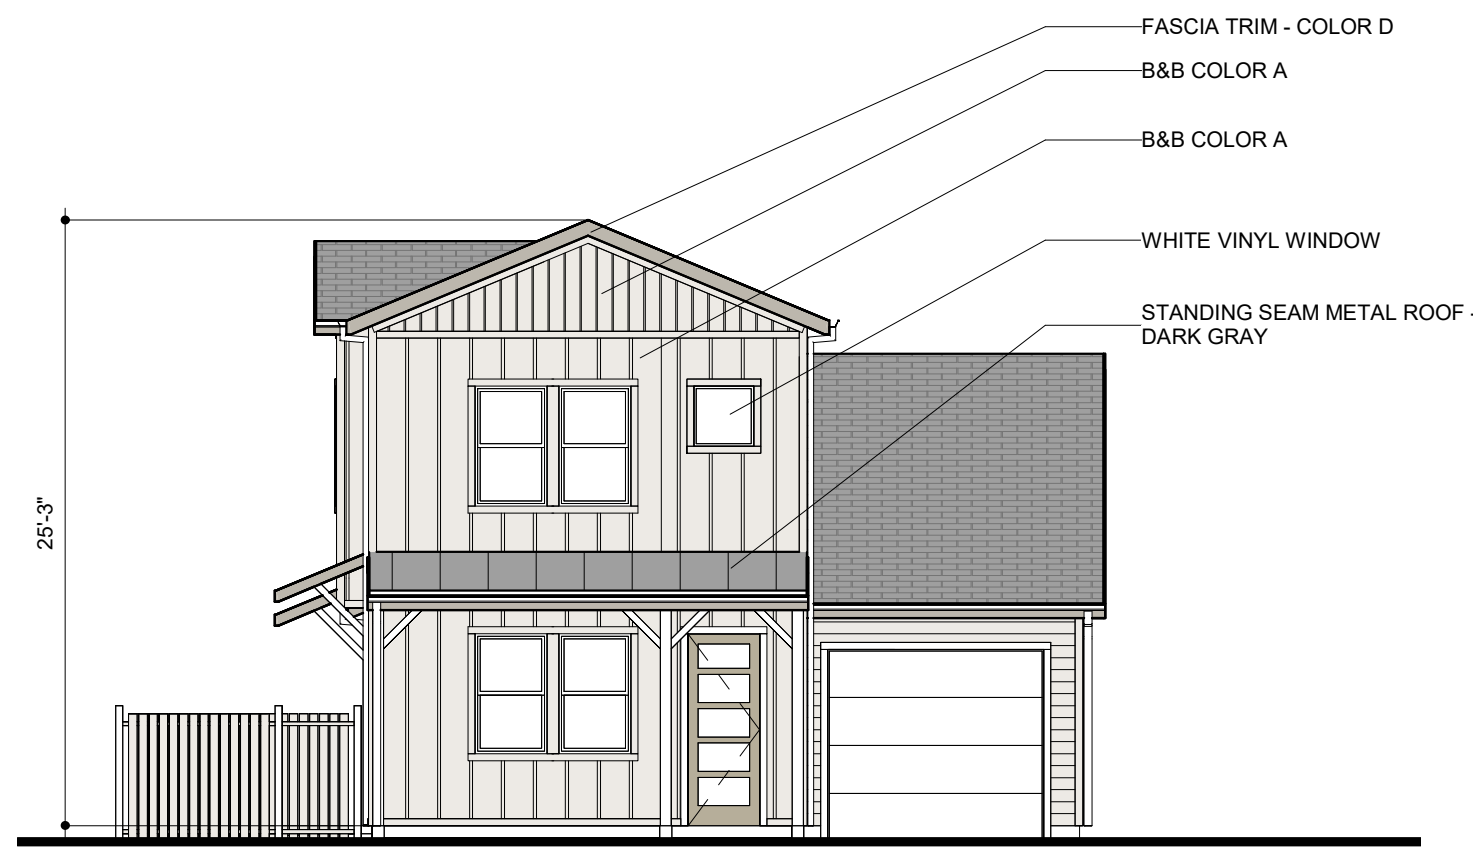 FASCIA TRIM - COLOR D
B&B COLOR A
B&B COLOR A
WHITE VINYL WINDOW
STANDING SEAM METAL ROOF -
DARK GRAY
25'-3"